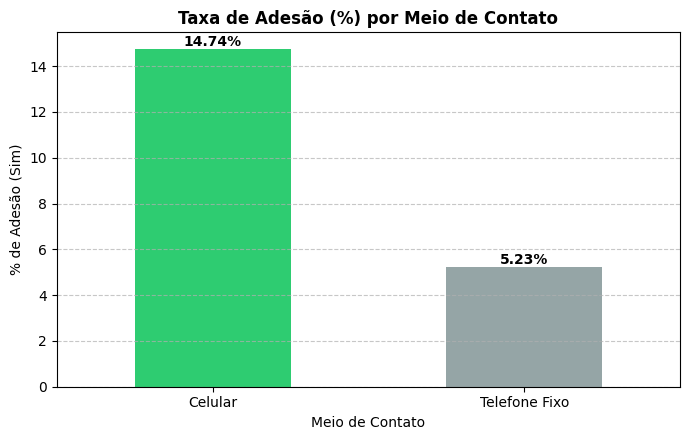 Taxa de Adesão (%) por Meio de Contato
14.74%
14
12
10
8
6
4
2
0
% de Adesão (Sim)
5.23%
Celular
Telefone Fixo
Meio de Contato